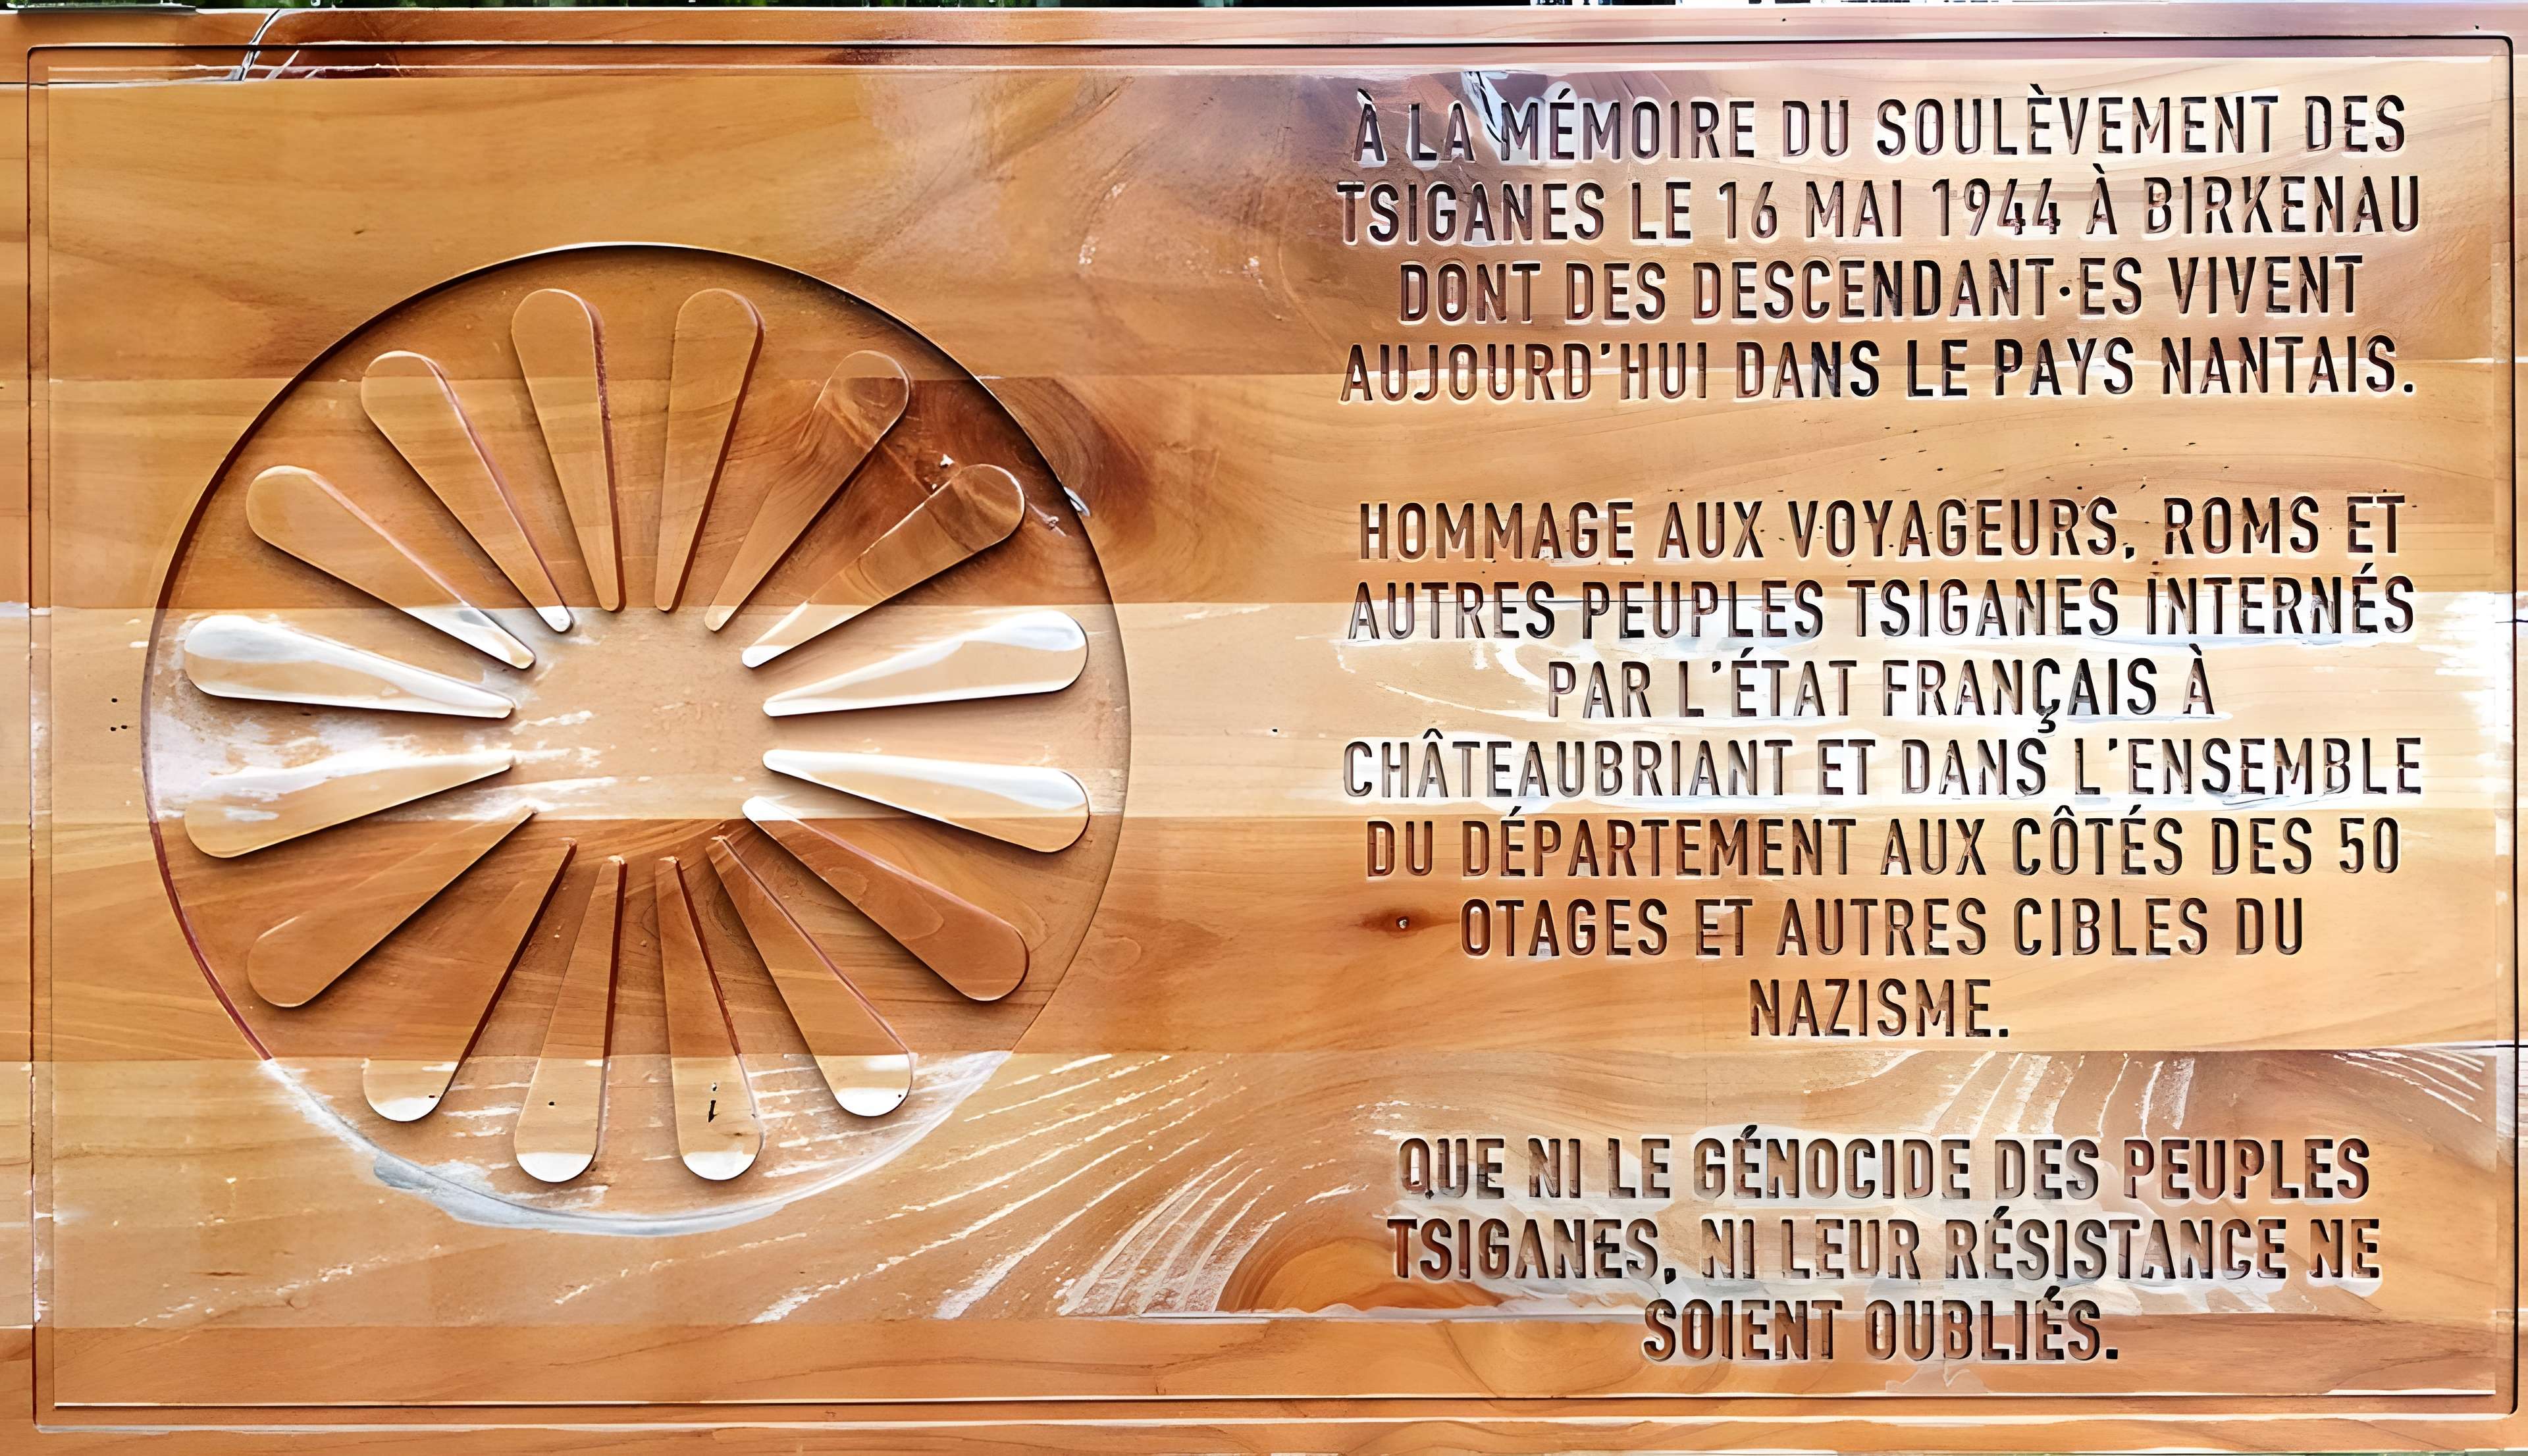 À LA MÉMOIRE DU SOULÈVEMENT DES
TSIGANES LE 16 MAI 1944 À BIRKENAU
DONT DES DESCENDANT·ES VIVENT
AUJOURD'HUI DANS LE PAYS NANTAIS.
HOMMAGE AUX VOYAGEURS, ROMS ET
AUTRES PEUPLES TSIGANES INTERNÉS
PAR L'ÉTAT FRANÇAIS À
CHÂTEAUBRIANT ET DANS L'ENSEMBLE
DU DÉPARTEMENT AUX CÔTÉS DES 50
OTAGES ET AUTRES CIBLES DU
NAZISME.
QUE NI LE GÉNOCIDE DES PEUPLES
TSIGANES, NI LEUR RÉSISTANCE NE
SOIENT OUBLIÉS.